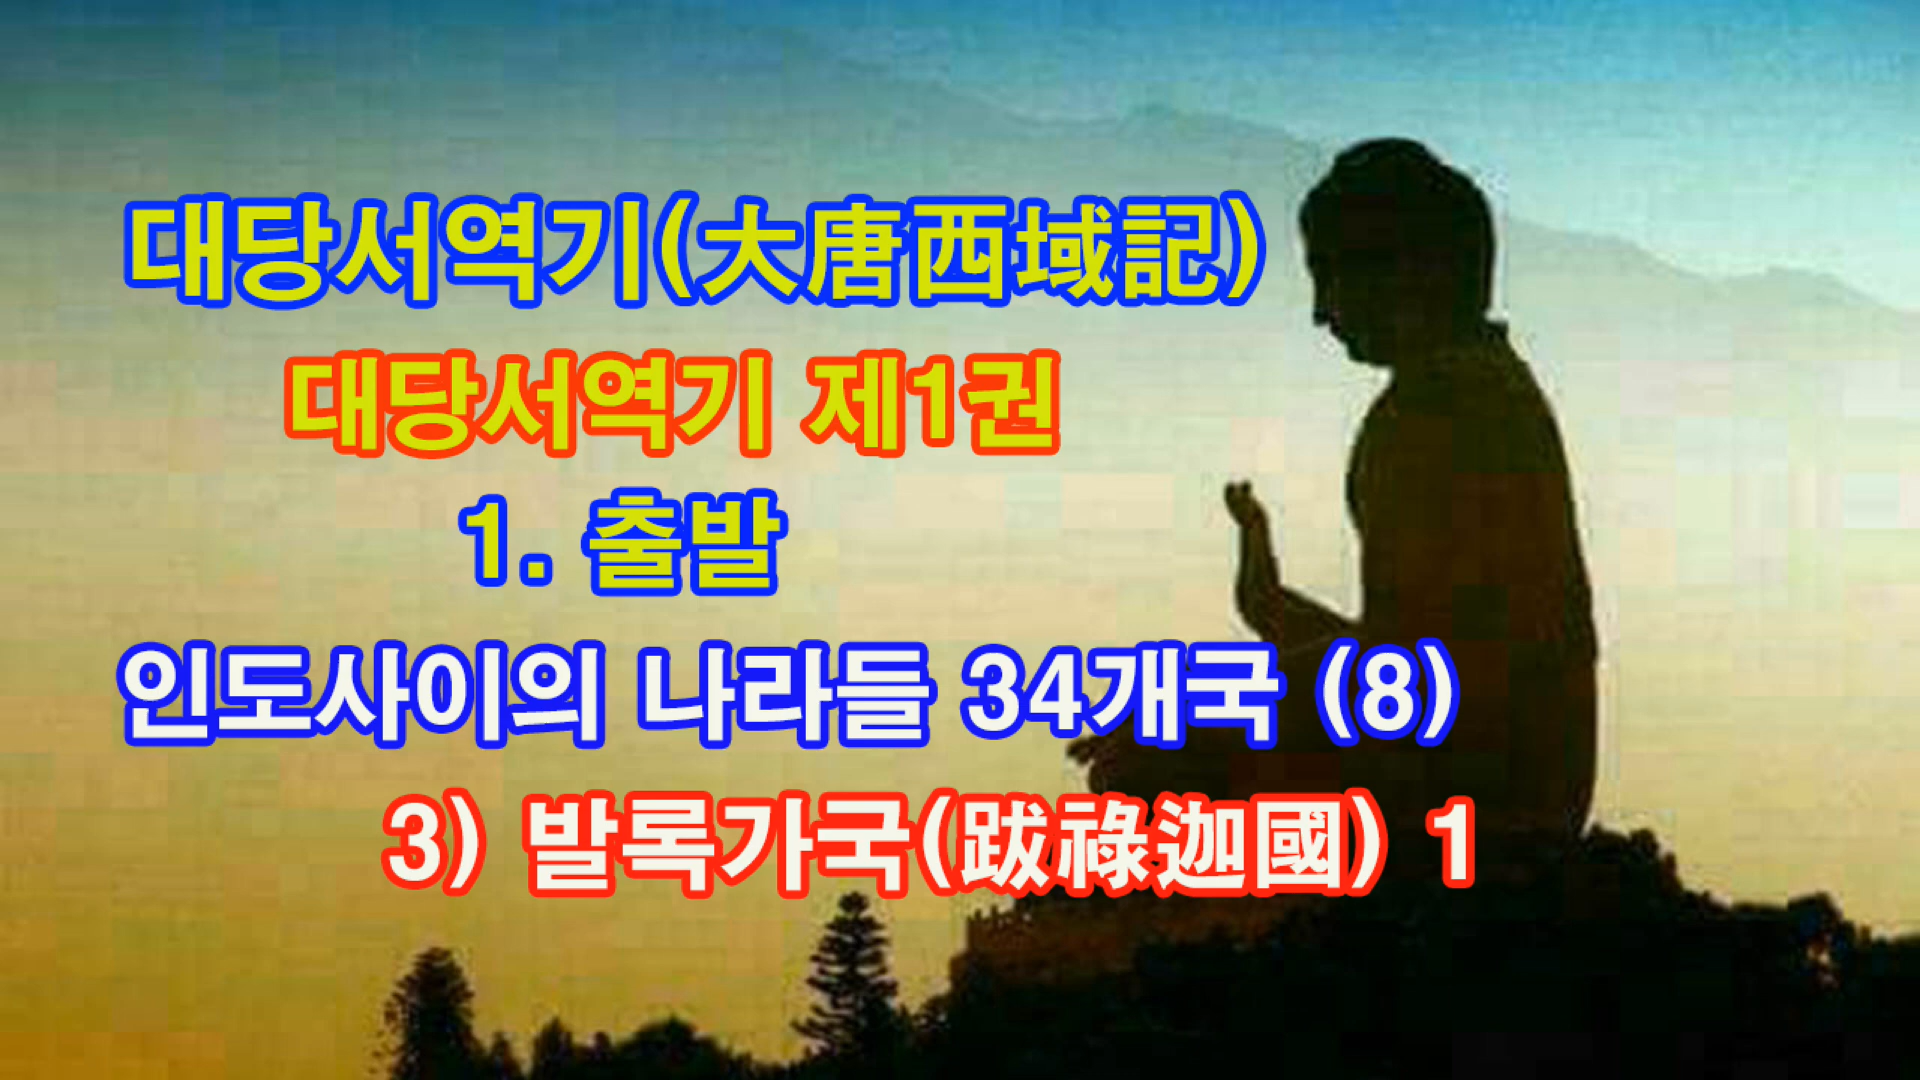 대당서역기(大唐西域記)
대당서역기 제1권
1. 출발
인도사이의 나라들 34개국 (8)
3) 발록가국(跋祿迦國) 1